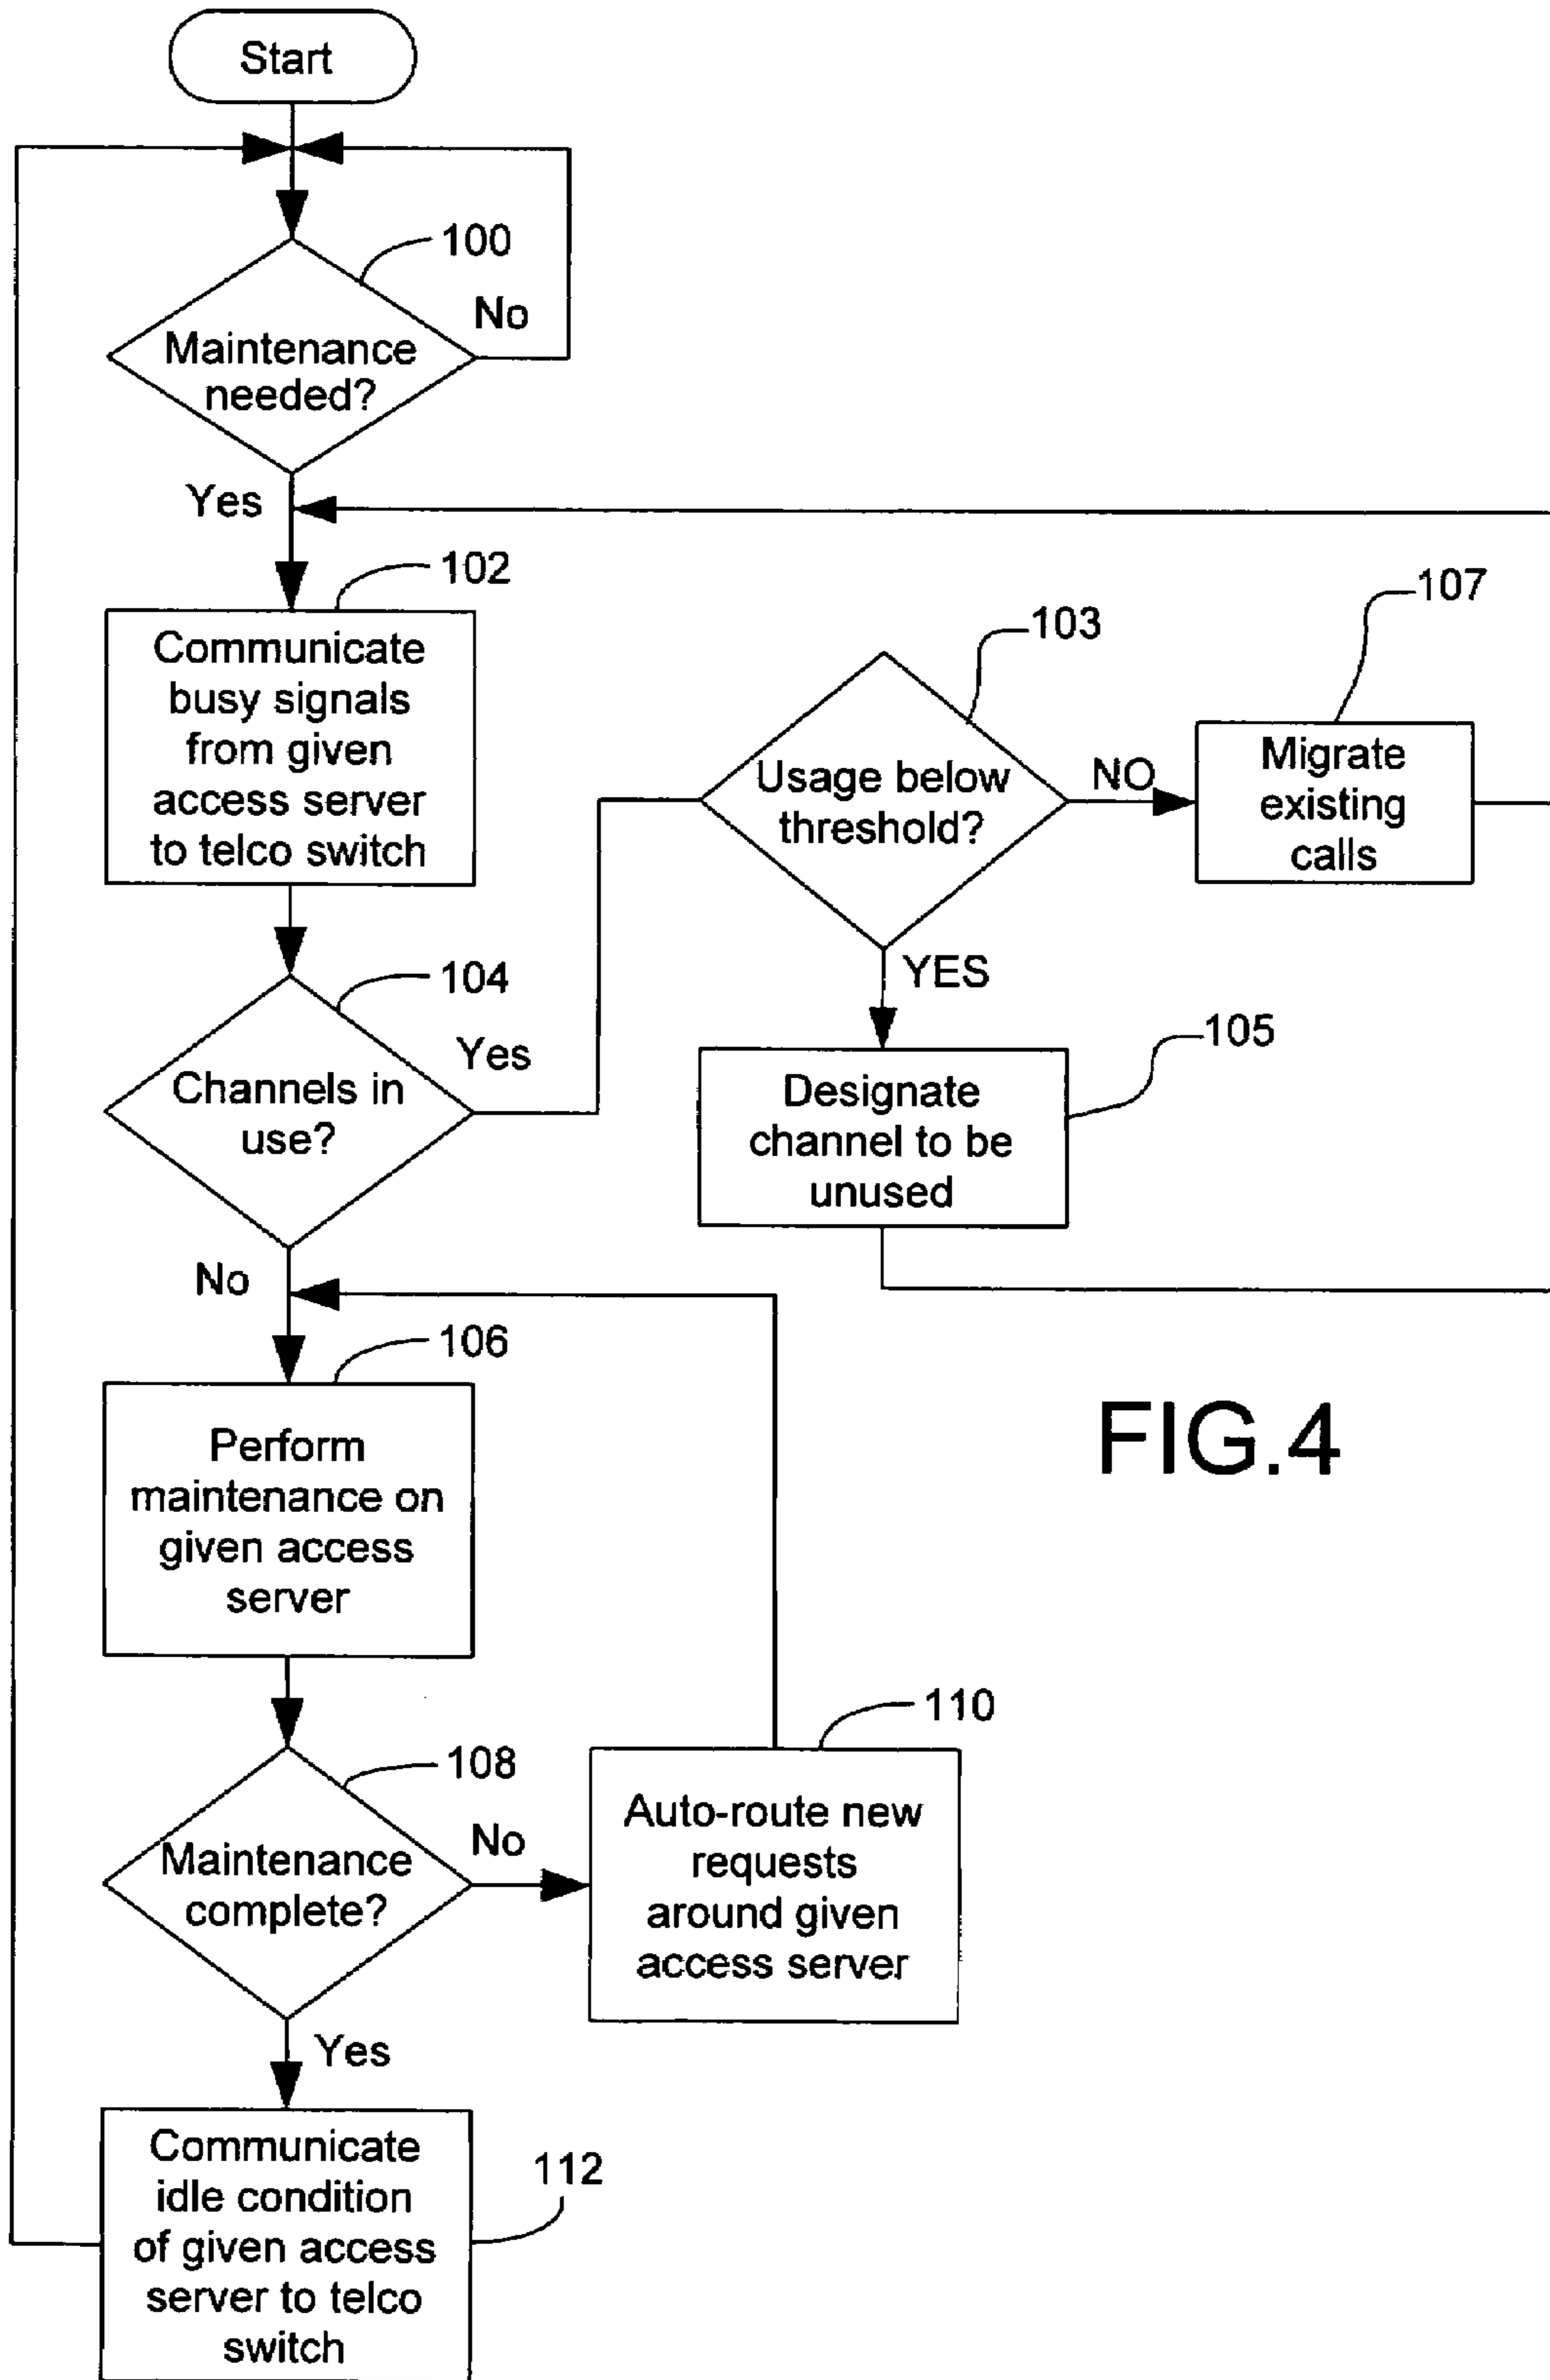 Start
100
No
Maintenance
needed?
Yes
102
Communicate
busy signals
from given
access server
to telco switch
104
Yes
Channels in
use?
No
103
Usage below
threshold?
NO
107
Migrate
existing
calls
YES
105
Designate
channel to be
unused
106
Perform
maintenance on
given access
server
108
No
Maintenance
complete?
110
Auto-route new
requests
around given
access server
Yes
112
Communicate
idle condition
of given access
server to telco
switch
FIG.4